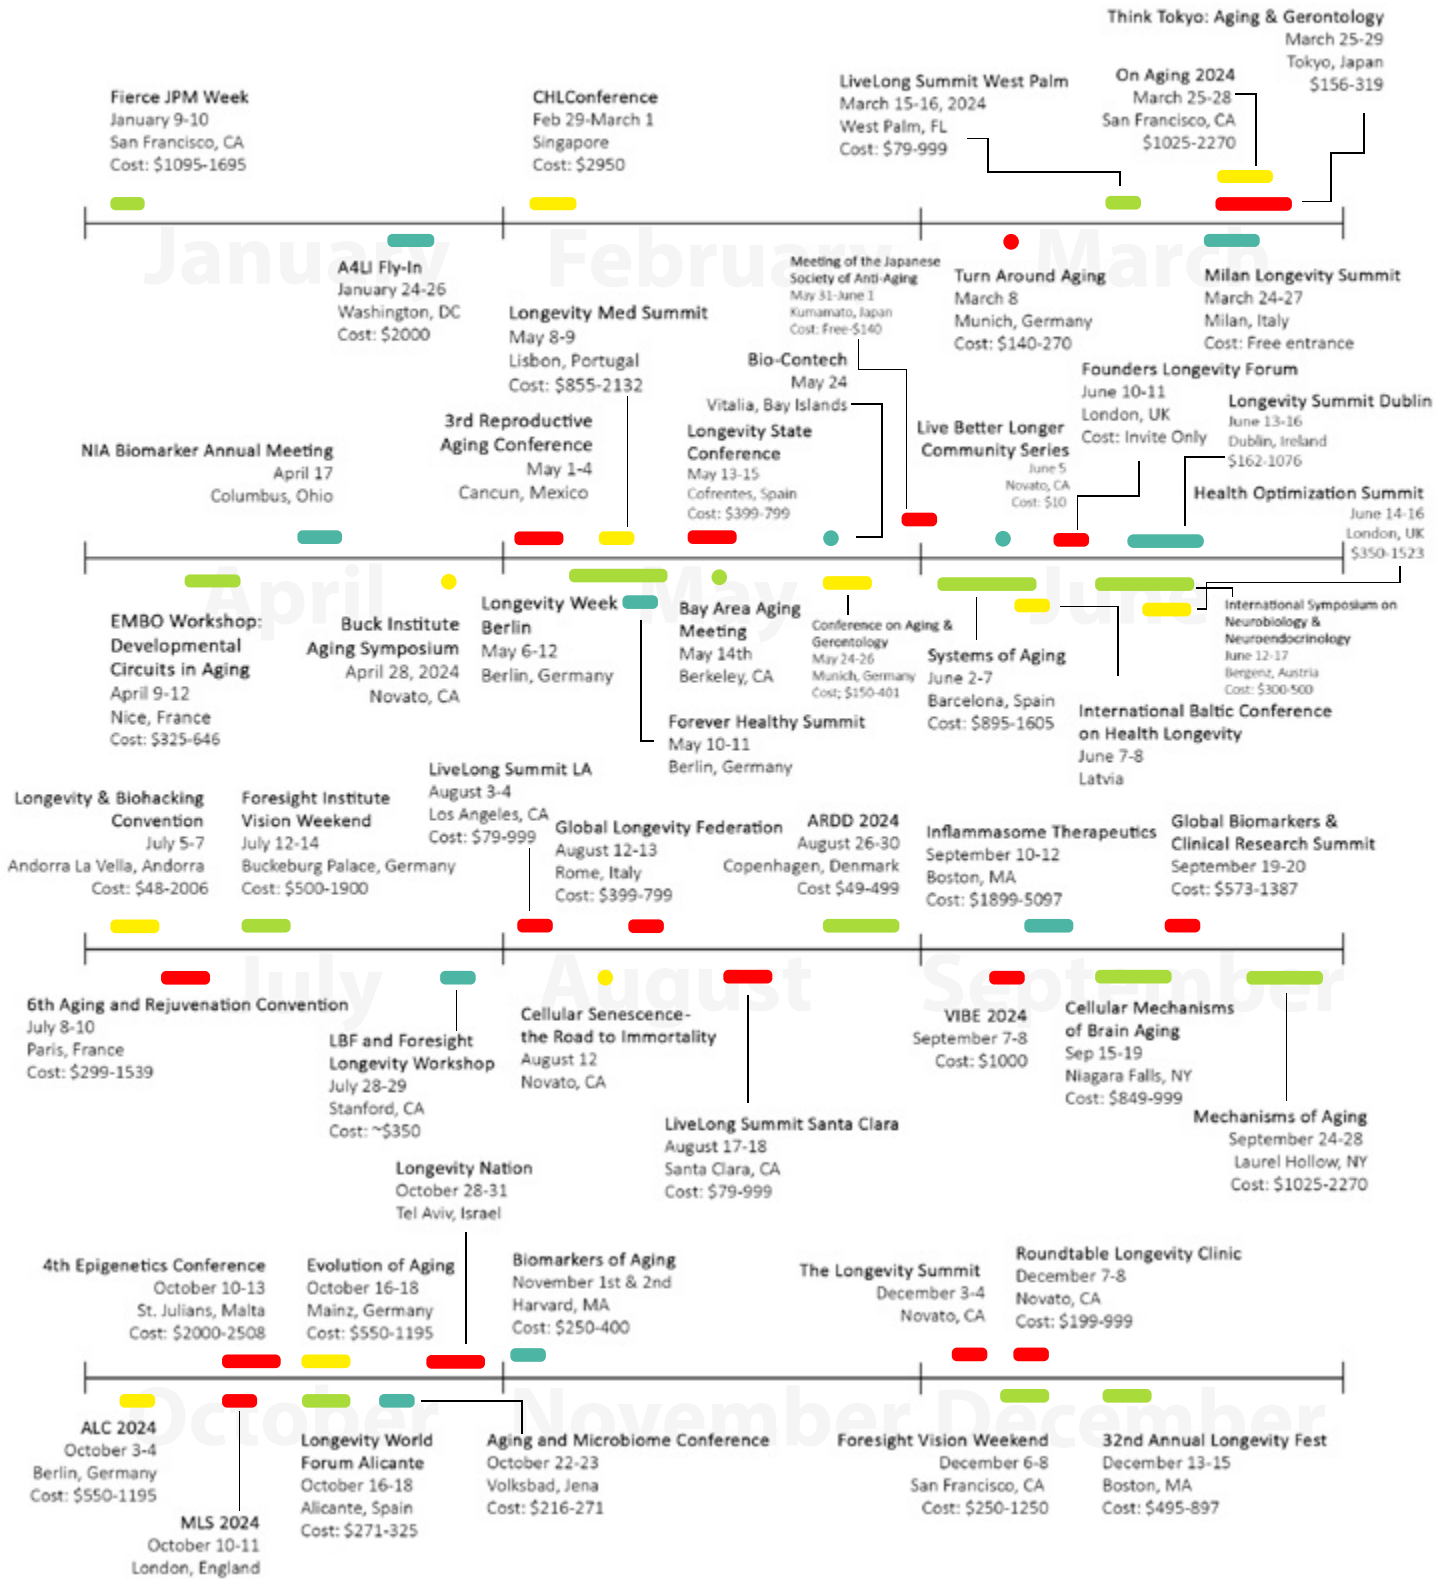 Think Tokyo: Aging & Gerontology
March 25-29
Tokyo, Japan
$156-319
Fierce JPM Week
January 9-10
San Francisco, CA
Cost: $1095-1695
CHLConference
Feb 29-March 1
Singapore
Cost: $2950
LiveLong Summit West Palm
March 15-16, 2024
West Palm, FL
Cost: $79-999
On Aging 2024
March 25-28
San Francisco, CA
$1025-2270
January
February
March
A4LI Fly-In
January 24-26
Washington, DC
Cost: $2000
Turn Around Aging
March 8
Munich, Germany
Cost: $140-270
Milan Longevity Summit
March 24-27
Milan, Italy
Cost: Free entrance
NIA Biomarker Annual Meeting
April 17
Columbus, Ohio
3rd Reproductive
Aging Conference
May 1-4
Cancun, Mexico
Longevity Med Summit
May 8-9
Lisbon, Portugal
Cost: $855-2132
Longevity State
Conference
May 13-15
Cofrentes, Spain
Cost: $399-799
Bio-Contech
May 24
Vitalia, Bay Islands
Meeting of the Japanese
Society of Anti-Aging
May 31-June 1
Kumamato, Japan
Cost: Free-$140
Live Better Longer
Community Series
June 5
Novato, CA
Cost: $10
Founders Longevity Forum
June 10-11
London, UK
Cost: Invite Only
Longevity Summit Dublin
June 13-16
Dublin, Ireland
$162-1076
Health Optimization Summit
June 14-16
London, UK
$350-1523
April
May
June
EMBO Workshop:
Developmental
Circuits in Aging
April 9-12
Nice, France
Cost: $325-646
Buck Institute
Aging Symposium
April 28, 2024
Novato, CA
Longevity Week
Berlin
May 6-12
Berlin, Germany
Bay Area Aging
Meeting
May 14th
Berkeley, CA
Forever Healthy Summit
May 10-11
Berlin, Germany
Conference on Aging &
Gerontology
May 24-26
Munich, Germany
Cost; $150-401
Systems of Aging
June 2-7
Barcelona, Spain
Cost: $895-1605
International Baltic Conference
on Health Longevity
June 7-8
Latvia
International Symposium on
Neurobiology &
Neuroendocrinology
June 12-17
Bergenz, Austria
Cost: $300-500
Longevity & Biohacking
Convention
July 5-7
Andorra La Vella, Andorra
Cost: $48-2006
Foresight Institute
Vision Weekend
July 12-14
Buckeburg Palace, Germany
Cost: $500-1900
LiveLong Summit LA
August 3-4
Los Angeles, CA
Cost: $79-999
Global Longevity Federation
August 12-13
Rome, Italy
Cost: $399-799
ARDD 2024
August 26-30
Copenhagen, Denmark
Cost $49-499
Inflammasome Therapeutics
September 10-12
Boston, MA
Cost: $1899-5097
Global Biomarkers &
Clinical Research Summit
September 19-20
Cost: $573-1387
July
August
September
6th Aging and Rejuvenation Convention
July 8-10
Paris, France
Cost: $299-1539
LBF and Foresight
Longevity Workshop
July 28-29
Stanford, CA
Cost: ~$350
Cellular Senescence-
the Road to Immortality
August 12
Novato, CA
LiveLong Summit Santa Clara
August 17-18
Santa Clara, CA
Cost: $79-999
VIBE 2024
September 7-8
Cost: $1000
Cellular Mechanisms
of Brain Aging
Sep 15-19
Niagara Falls, NY
Cost: $849-999
Mechanisms of Aging
September 24-28
Laurel Hollow, NY
Cost: $1025-2270
4th Epigenetics Conference
October 10-13
St. Julians, Malta
Cost: $2000-2508
Evolution of Aging
October 16-18
Mainz, Germany
Cost: $550-1195
Longevity Nation
October 28-31
Tel Aviv, Israel
Biomarkers of Aging
November 1st & 2nd
Harvard, MA
Cost: $250-400
The Longevity Summit
December 3-4
Novato, CA
Roundtable Longevity Clinic
December 7-8
Novato, CA
Cost: $199-999
October
November
December
ALC 2024
October 3-4
Berlin, Germany
Cost: $550-1195
MLS 2024
October 10-11
London, England
Longevity World
Forum Alicante
October 16-18
Alicante, Spain
Cost: $271-325
Aging and Microbiome Conference
October 22-23
Volksbad, Jena
Cost: $216-271
Foresight Vision Weekend
December 6-8
San Francisco, CA
Cost: $250-1250
32nd Annual Longevity Fest
December 13-15
Boston, MA
Cost: $495-897